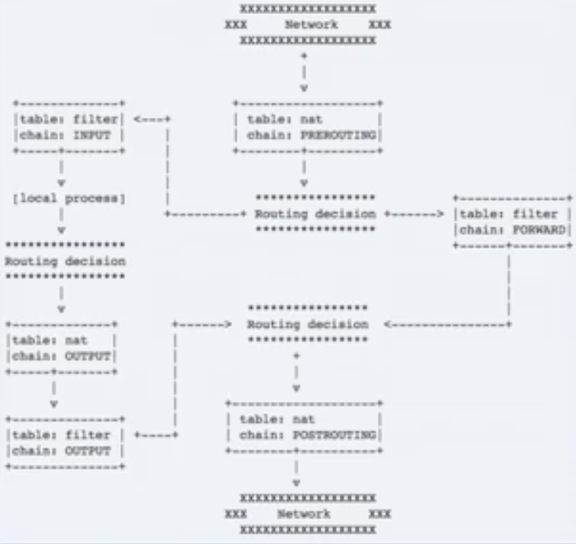 XXXXXXXXXXXXXXXXXX
XXX Network XXX
XXXXXXXXXXXXXXXXXX
table: filter
chain: INPUT
table: nat
chain: PREROUTING
[local process]
Routing decision
table: filter
chain: FORWARD
Routing decision
Routing decision
table: nat
chain: OUTPUT
table: nat
chain: POSTROUTING
table: filter
chain: OUTPUT
XXXXXXXXXXXXXXXXXX
XXX Network XXX
XXXXXXXXXXXXXXXXXX